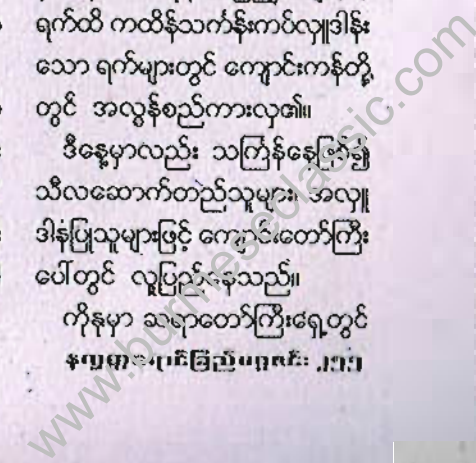 ရက်ထိ ကထိန်သင်္ကန်းကပ်လှူဒါန်း
သော ရက်များတွင် ကျောင်းကန်တို့
တွင် အလွန်စည်ကားလှ၏။
ဒီနေ့မှာလည်း သင်္ကြန်နေ့ဖြစ်၍
သီလဆောက်တည်သူများ၊ အလှူ
ဒါနပြုသူများဖြင့် ကျောင်းတော်ကြီး
ပေါ်တွင် လူပြည့်နေသည်။
ကိုနုမှာ ဆရာတော်ကြီးရှေ့တွင်
www.burmeseclassic.com